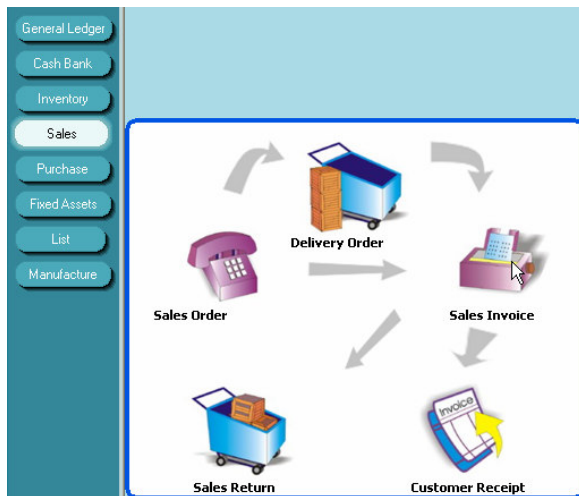 General Ledger
Cash Bank
Inventory
Sales
Purchase
Fixed Assets
List
Manufacture
Delivery Order
Sales Order
Sales Invoice
Invoice
Sales Return
Customer Receipt